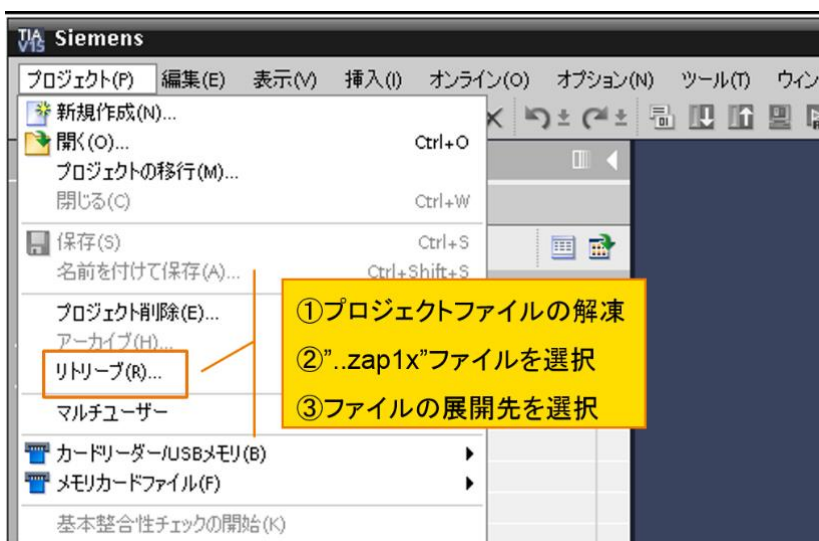 TIA V15 Siemens
プロジェクト(P) 編集(E) 表示(V) 挿入(I) オンライン(O) オプション(N) ツール(T) ウィン
新規作成(N)...
開く(O)... Ctrl+O
プロジェクトの移行(M)...
閉じる(C) Ctrl+W
保存(S) Ctrl+S
名前を付けて保存(A)... Ctrl+Shift+S
プロジェクト削除(E)...
アーカイブ(H)...
リトリーブ(R)...
マルチユーザー
カードリーダー/USBメモリ(B)
メモリカードファイル(F)
基本整合性チェックの開始(K)
①プロジェクトファイルの解凍
②”..zap1x”ファイルを選択
③ファイルの展開先を選択